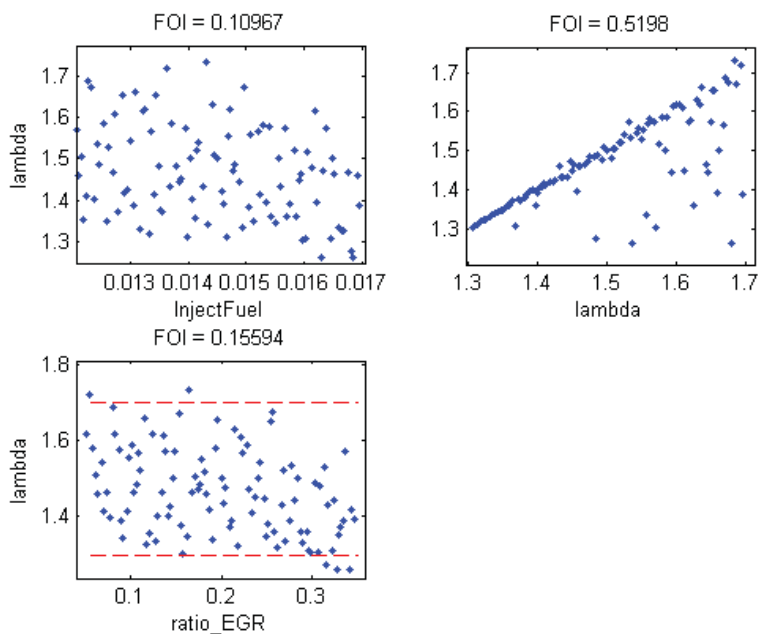 FOI = 0.10967
1.7
1.6
1.5
1.4
1.3
lambda
0.013 0.014 0.015 0.016 0.017
InjectFuel
FOI = 0.5198
1.7
1.6
1.5
1.4
1.3
lambda
1.3 1.4 1.5 1.6 1.7
lambda
FOI = 0.15594
1.8
1.6
1.4
lambda
0.1 0.2 0.3
ratio_EGR